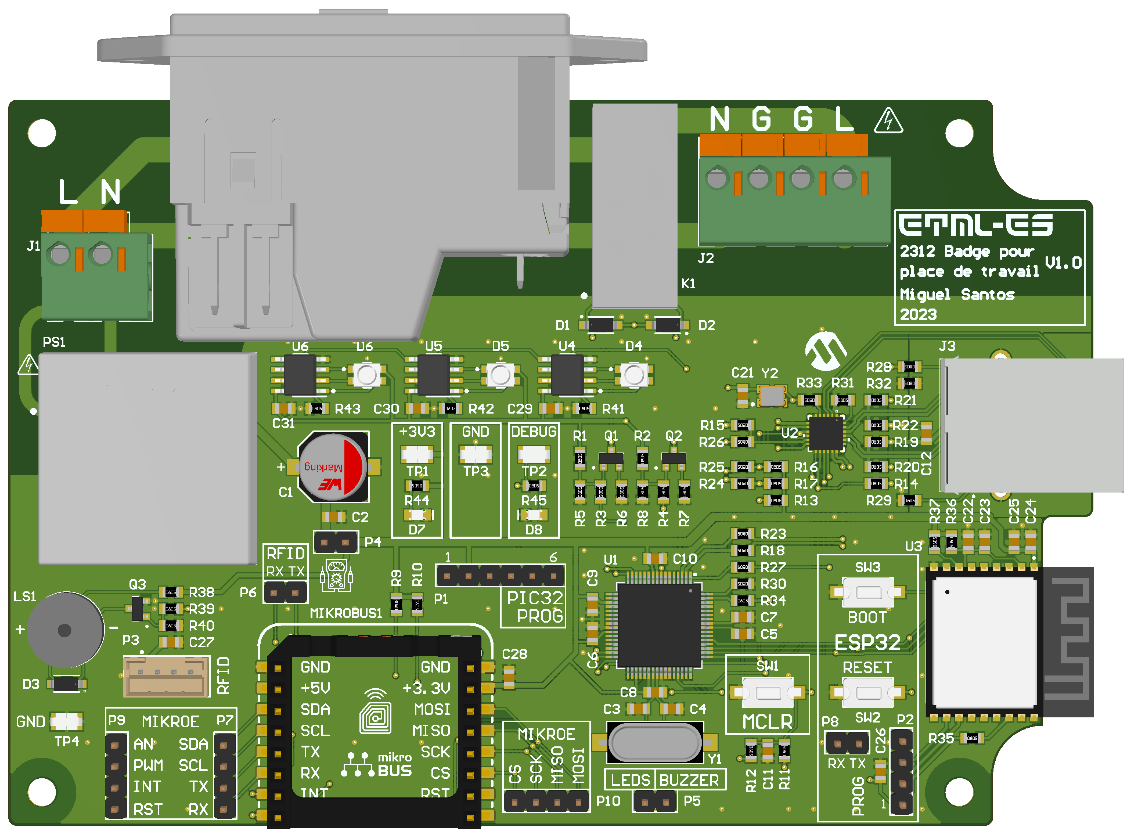 N G G L
L N
J1
J2
K1
ETML-ES
2312 Badge pour
place de travail V1.0
Miguel Santos
2023
D1 D2
PS1
U6 D6 U5 D5 U4 D4
J3
C31 R43 C30 R42 C29 R41
C21 Y2
R33 R31
R28
R32
R21
R15
R26
U2
R22
R19
C12
R25
R24
R16
R17
R13
R20
R14
R29
+3V3 GND DEBUG
TP1 TP3 TP2
R44 R45
D7 D8
R1 Q1 R2 Q2
R5 R3 R6 R8 R4 R7
+
C1
WE
Marking
C2
P4
RFID
RX TX
P6
MIKROBUS1
R9 R10
1 6
P1
PIC32
PROG
U1
C10
C9
C6
R23
R18
R27
R30
R34
C7
C5
R37 R36 C22 C23 C25 C24
U3
SW3
BOOT
ESP32
RESET
SW2
P8 P2
RX TX
C26
PROG
1
R35
LS1
+ -
Q3
R38
R39
R40
C27
P3
RFID
D3
GND
TP4
P9 MIKROE P7
AN SDA
PWM SCL
INT TX
RST RX
GND GND
+5V +3.3V
SDA MOSI
SCL MISO
TX SCK
RX CS
INT RST
mikro
BUS
C28
MIKROE
CS SCK MISO MOSI
P10
C8
C3 C4
Y1
LEDS BUZZER
P5
SW1
MCLR
R12 C11 R11